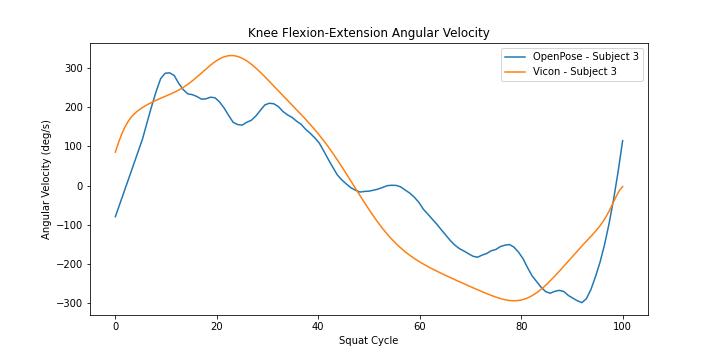 Knee Flexion-Extension Angular Velocity
OpenPose - Subject 3
Vicon - Subject 3
Angular Velocity (deg/s)
300
200
100
0
−100
−200
−300
0 20 40 60 80 100
Squat Cycle